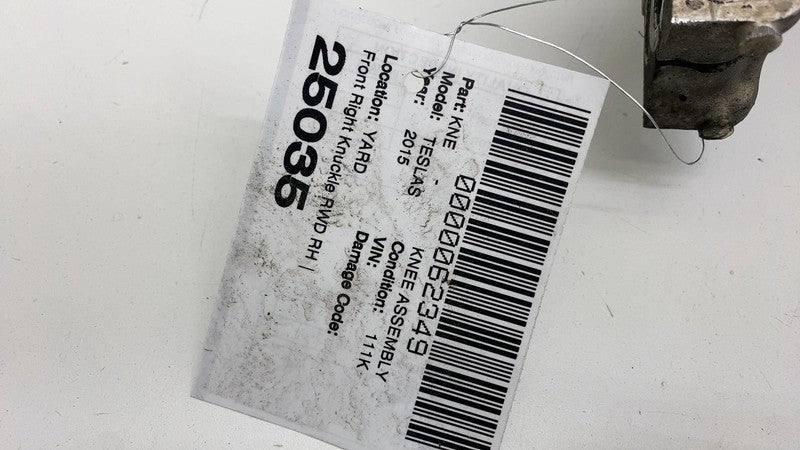 0000062349
Part: KNE - KNEE ASSEMBLY
Model: TESLAS Condition: 111K
Year: 2015 VIN:
Location: YARD Damage Code:
Front Right Knuckle RWD RH |
25035